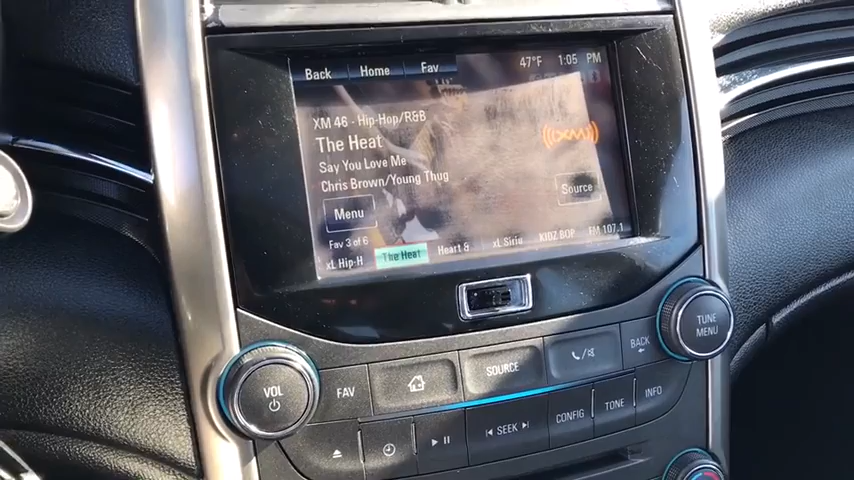 Back Home Fav 47°F 1:05 PM
XM 46 - Hip-Hop/R&B
The Heat
Say You Love Me
Chris Brown/Young Thug
((XM))
Menu
Source
Fav 3 of 6
xL Hip-H The Heat Heart & xL Siriu KIDZ BOP FM 107.1
VOL
FAV
SOURCE
BACK
TUNE
MENU
SEEK
CONFIG
TONE
INFO